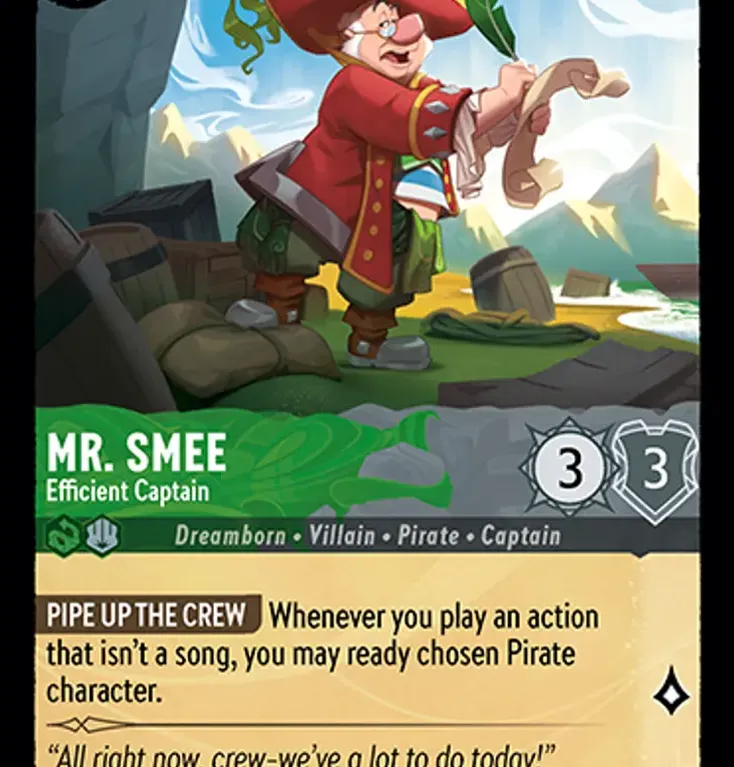 MR. SMEE
Efficient Captain
3 3
Dreamborn • Villain • Pirate • Captain
PIPE UP THE CREW Whenever you play an action
that isn't a song, you may ready chosen Pirate
character.
"All right now, crew–we've a lot to do today!"